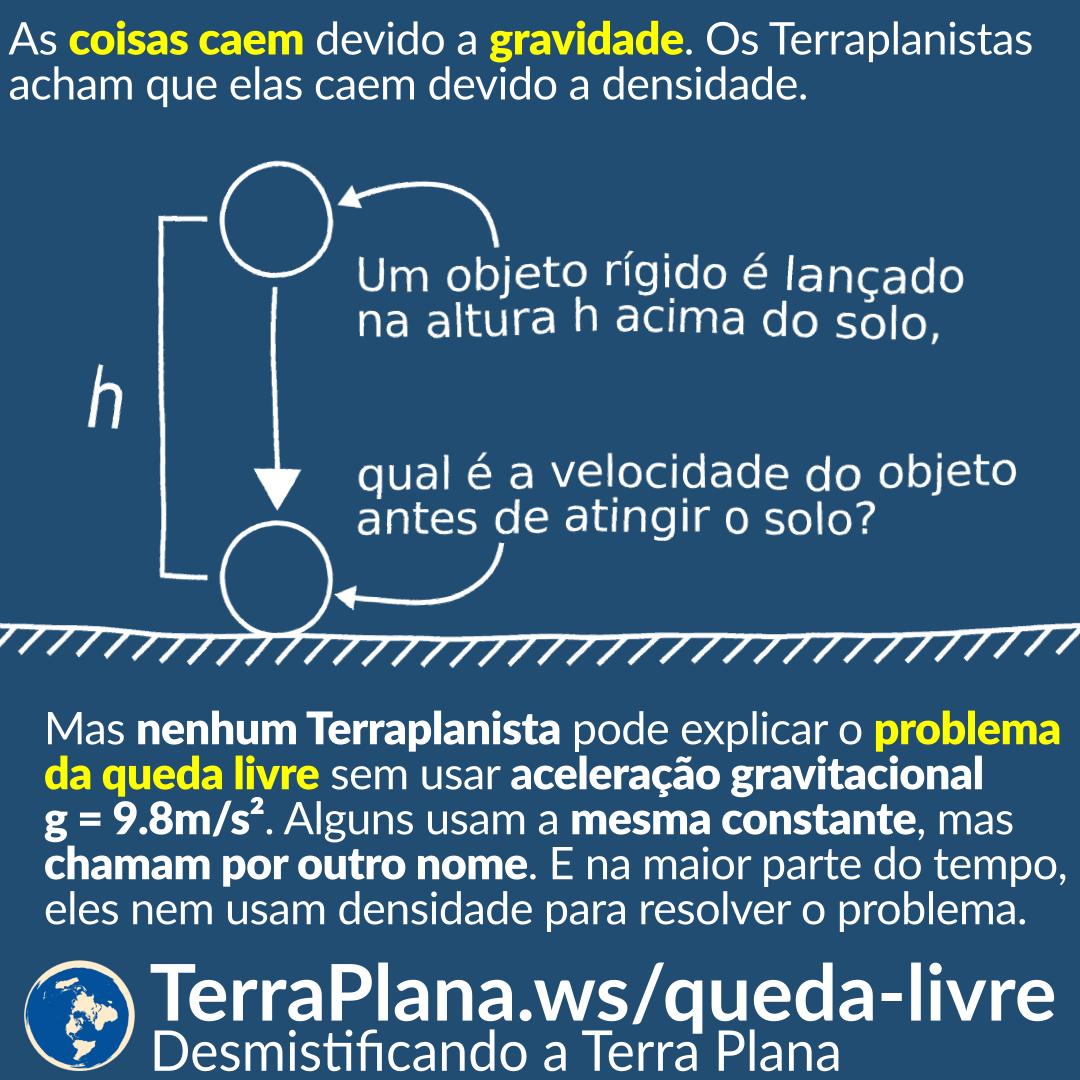 As coisas caem devido a gravidade. Os Terraplanistas
acham que elas caem devido a densidade.
Um objeto rígido é lançado
na altura h acima do solo,
h
qual é a velocidade do objeto
antes de atingir o solo?
Mas nenhum Terraplanista pode explicar o problema
da queda livre sem usar aceleração gravitacional
g = 9.8m/s². Alguns usam a mesma constante, mas
chamam por outro nome. E na maior parte do tempo,
eles nem usam densidade para resolver o problema.
TerraPlana.ws/queda-livre
Desmistificando a Terra Plana